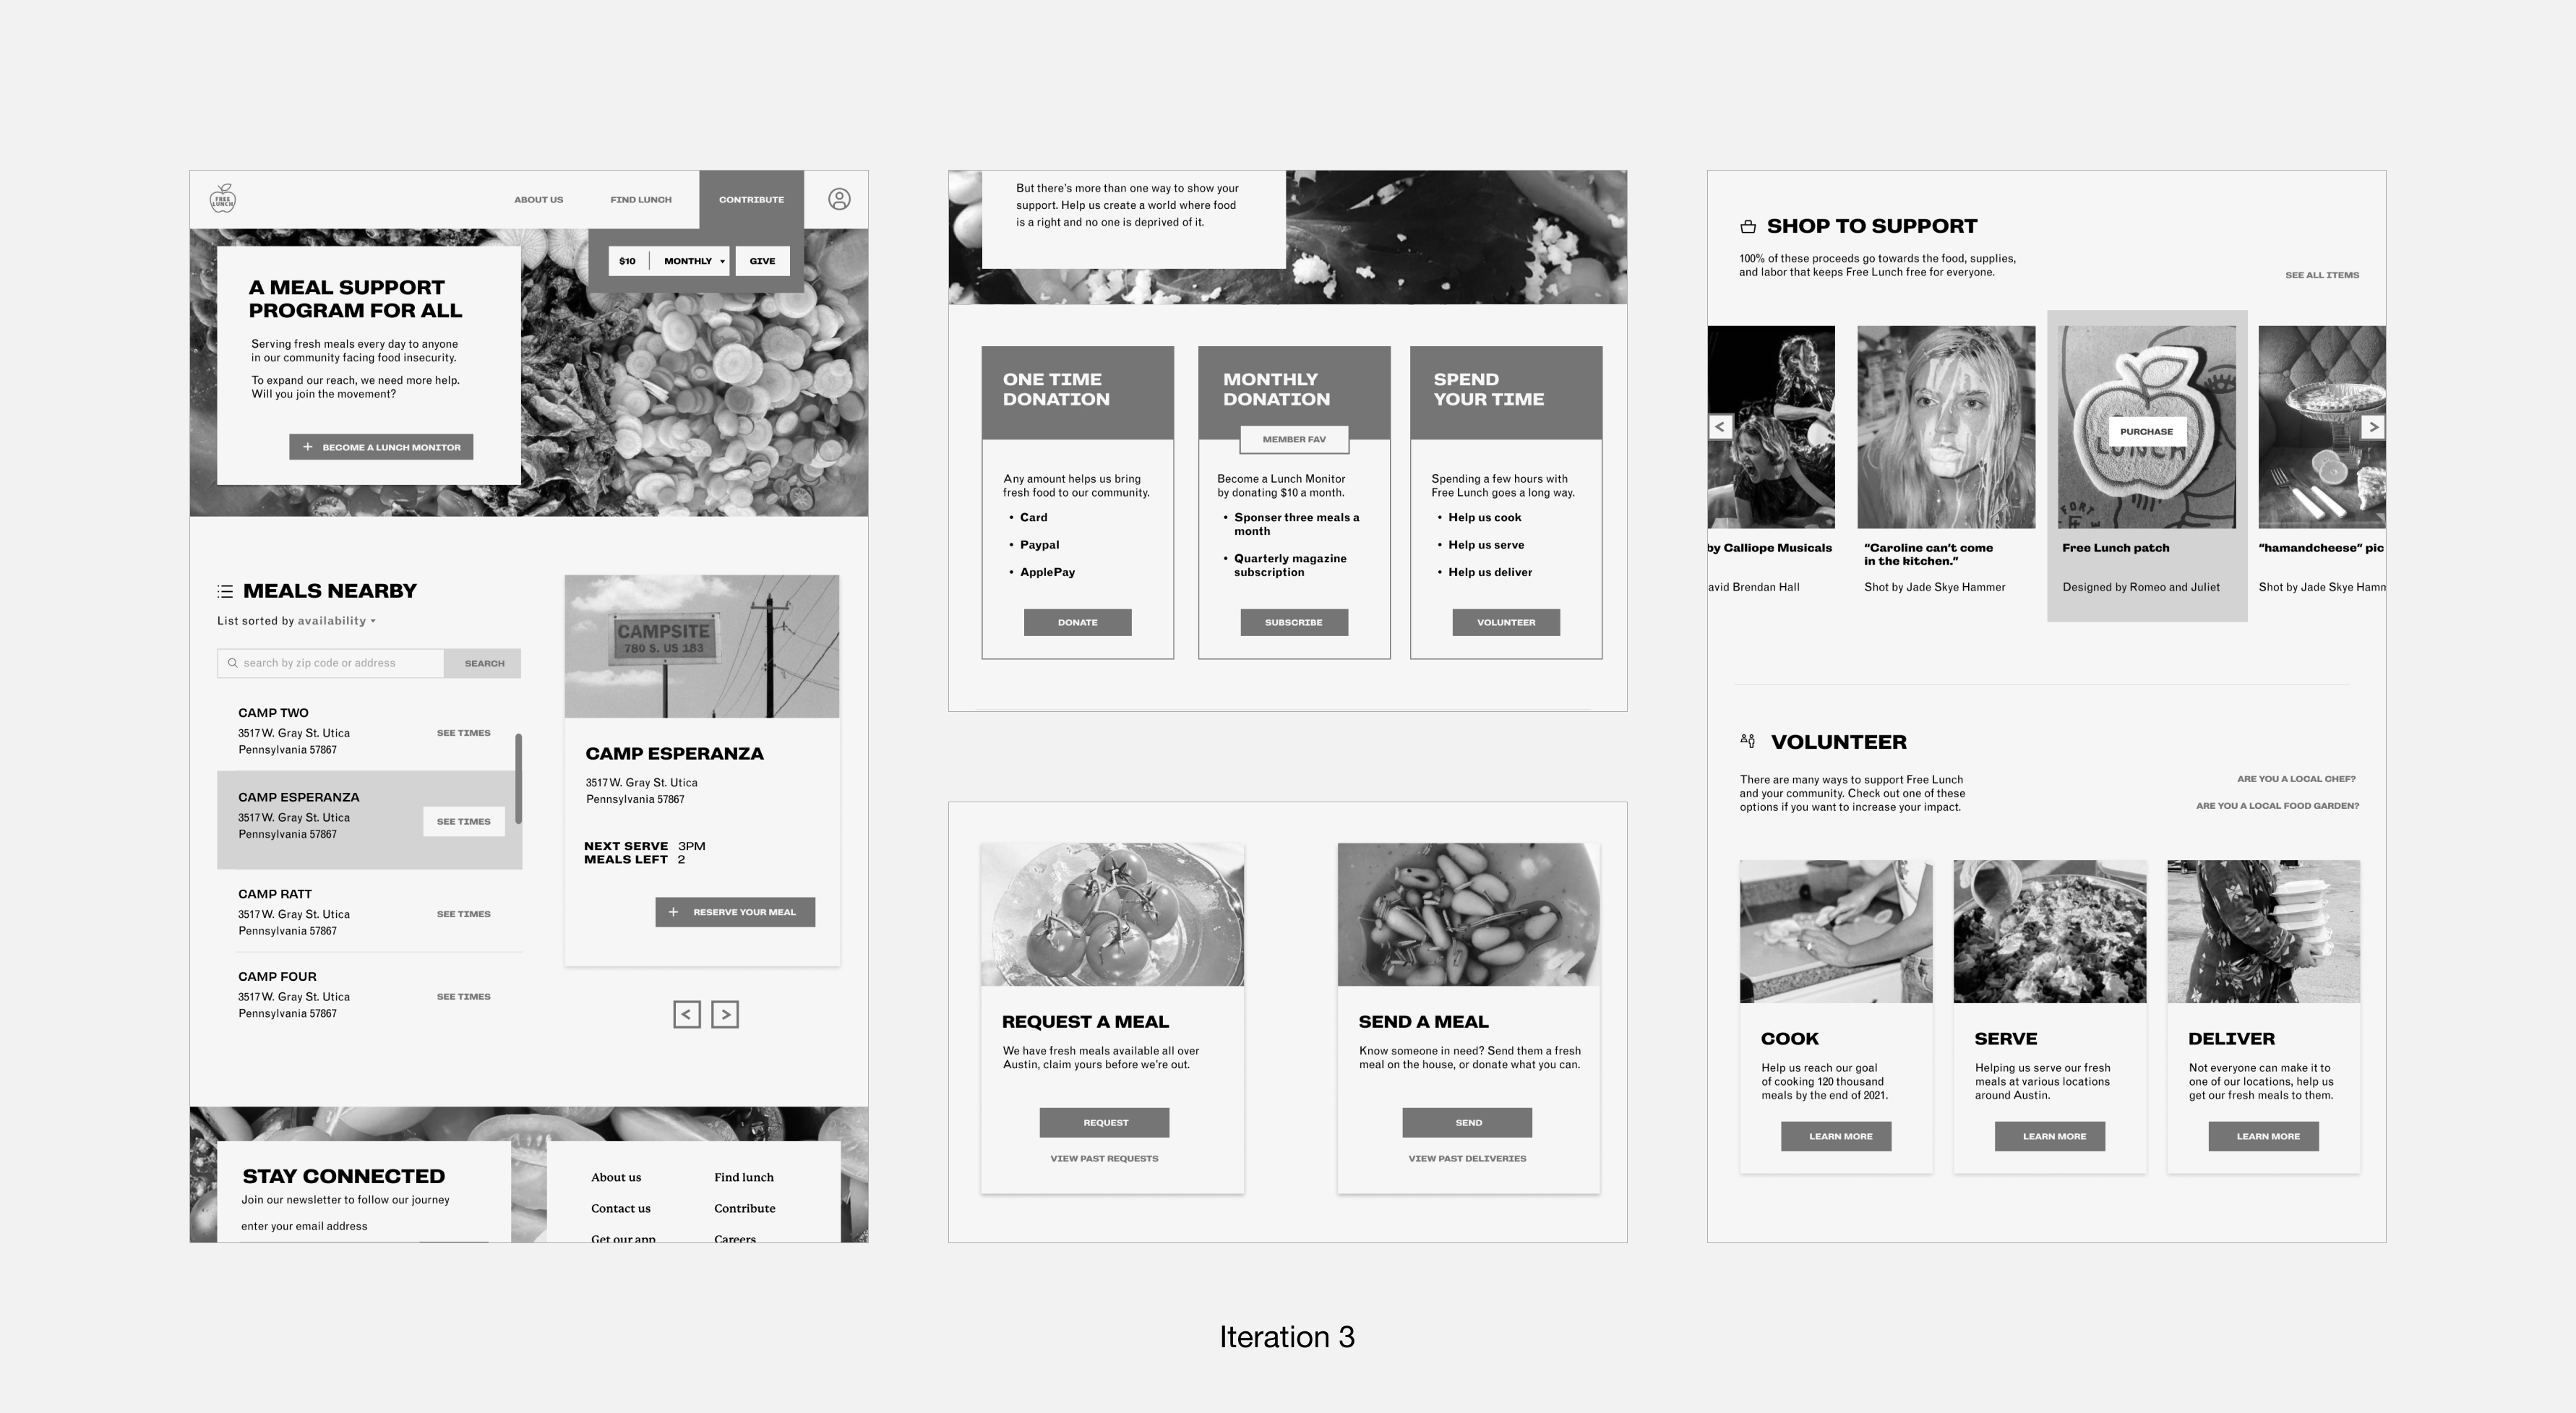 FREE
LUNCH
ABOUT US
FIND LUNCH
CONTRIBUTE
$10
MONTHLY
GIVE
A MEAL SUPPORT
PROGRAM FOR ALL
Serving fresh meals every day to anyone
in our community facing food insecurity.
To expand our reach, we need more help.
Will you join the movement?
+ BECOME A LUNCH MONITOR
MEALS NEARBY
List sorted by availability
search by zip code or address
SEARCH
CAMP TWO
3517 W. Gray St. Utica
Pennsylvania 57867
SEE TIMES
CAMP ESPERANZA
3517 W. Gray St. Utica
Pennsylvania 57867
SEE TIMES
CAMP RATT
3517 W. Gray St. Utica
Pennsylvania 57867
SEE TIMES
CAMP FOUR
3517 W. Gray St. Utica
Pennsylvania 57867
SEE TIMES
CAMPSITE
780 S. US 183
CAMP ESPERANZA
3517 W. Gray St. Utica
Pennsylvania 57867
NEXT SERVE 3PM
MEALS LEFT 2
+ RESERVE YOUR MEAL
< >
STAY CONNECTED
Join our newsletter to follow our journey
enter your email address
About us
Find lunch
Contact us
Contribute
Get our app
Careers
But there's more than one way to show your
support. Help us create a world where food
is a right and no one is deprived of it.
ONE TIME
DONATION
Any amount helps us bring
fresh food to our community.
• Card
• Paypal
• ApplePay
DONATE
MONTHLY
DONATION
MEMBER FAV
Become a Lunch Monitor
by donating $10 a month.
• Sponser three meals a
month
• Quarterly magazine
subscription
SUBSCRIBE
SPEND
YOUR TIME
Spending a few hours with
Free Lunch goes a long way.
• Help us cook
• Help us serve
• Help us deliver
VOLUNTEER
REQUEST A MEAL
We have fresh meals available all over
Austin, claim yours before we're out.
REQUEST
VIEW PAST REQUESTS
SEND A MEAL
Know someone in need? Send them a fresh
meal on the house, or donate what you can.
SEND
VIEW PAST DELIVERIES
SHOP TO SUPPORT
100% of these proceeds go towards the food, supplies,
and labor that keeps Free Lunch free for everyone.
SEE ALL ITEMS
<
by Calliope Musicals
avid Brendan Hall
“Caroline can’t come
in the kitchen.”
Shot by Jade Skye Hammer
PURCHASE
LUNCH
FORT
Free Lunch patch
Designed by Romeo and Juliet
>
“hamandcheese” pic
Shot by Jade Skye Hamm
VOLUNTEER
There are many ways to support Free Lunch
and your community. Check out one of these
options if you want to increase your impact.
ARE YOU A LOCAL CHEF?
ARE YOU A LOCAL FOOD GARDEN?
COOK
Help us reach our goal
of cooking 120 thousand
meals by the end of 2021.
LEARN MORE
SERVE
Helping us serve our fresh
meals at various locations
around Austin.
LEARN MORE
DELIVER
Not everyone can make it to
one of our locations, help us
get our fresh meals to them.
LEARN MORE
Iteration 3